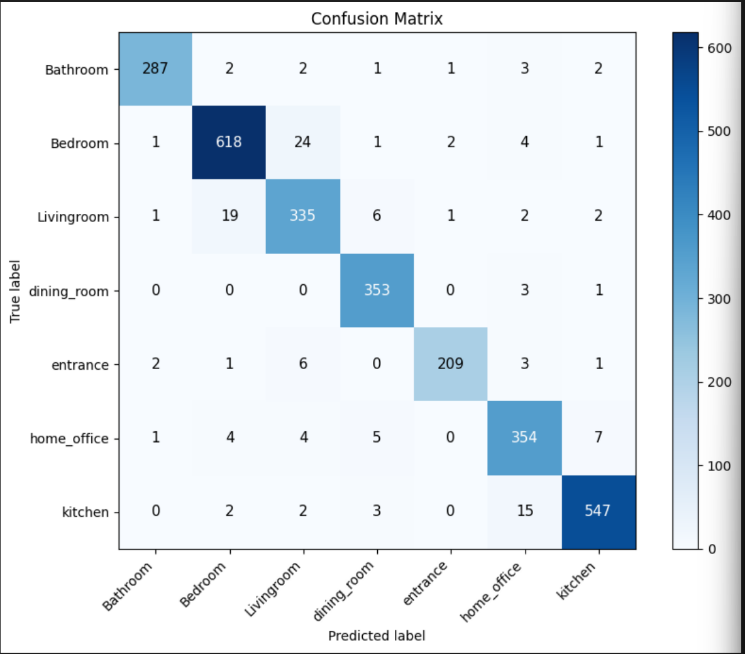 Confusion Matrix
Bathroom 287 2 2 1 1 3 2
Bedroom 1 618 24 1 2 4 1
Livingroom 1 19 335 6 1 2 2
dining_room 0 0 0 353 0 3 1
entrance 2 1 6 0 209 3 1
home_office 1 4 4 5 0 354 7
kitchen 0 2 2 3 0 15 547
Bathroom Bedroom Livingroom dining_room entrance home_office kitchen
Predicted label
True label
600
500
400
300
200
100
0